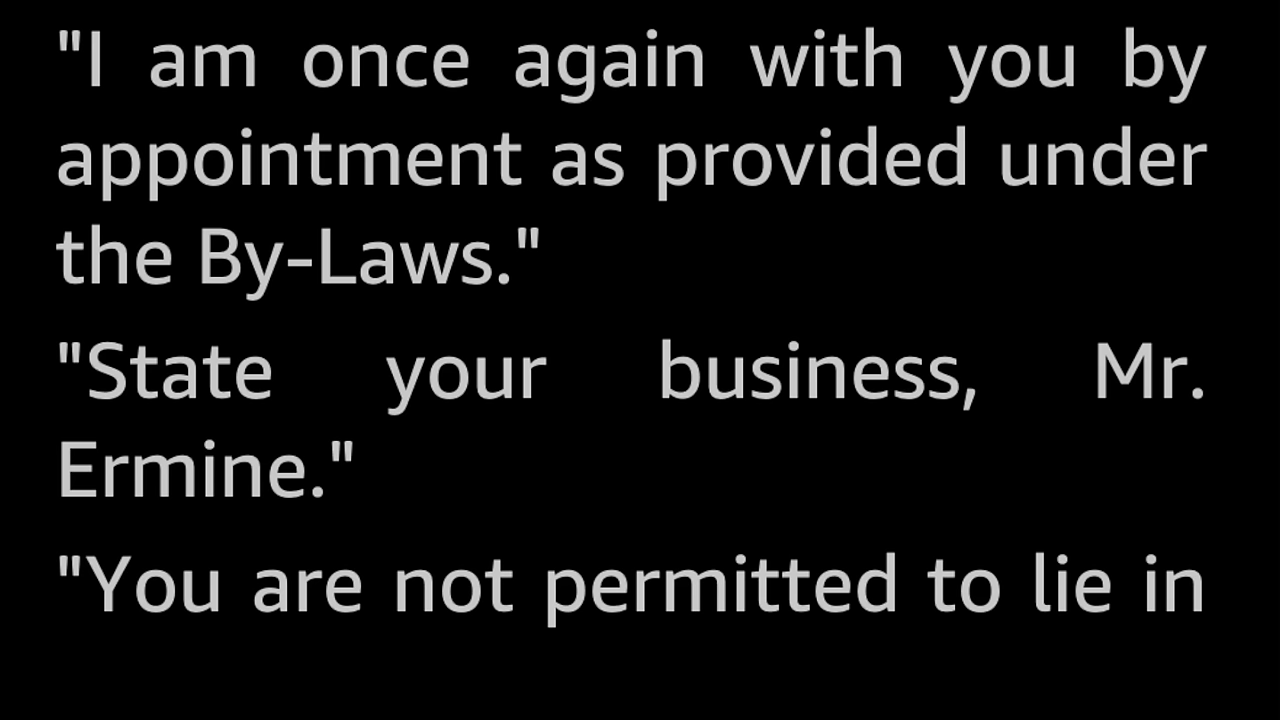 "I am once again with you by
appointment as provided under
the By-Laws."
"State your business, Mr.
Ermine."
"You are not permitted to lie in